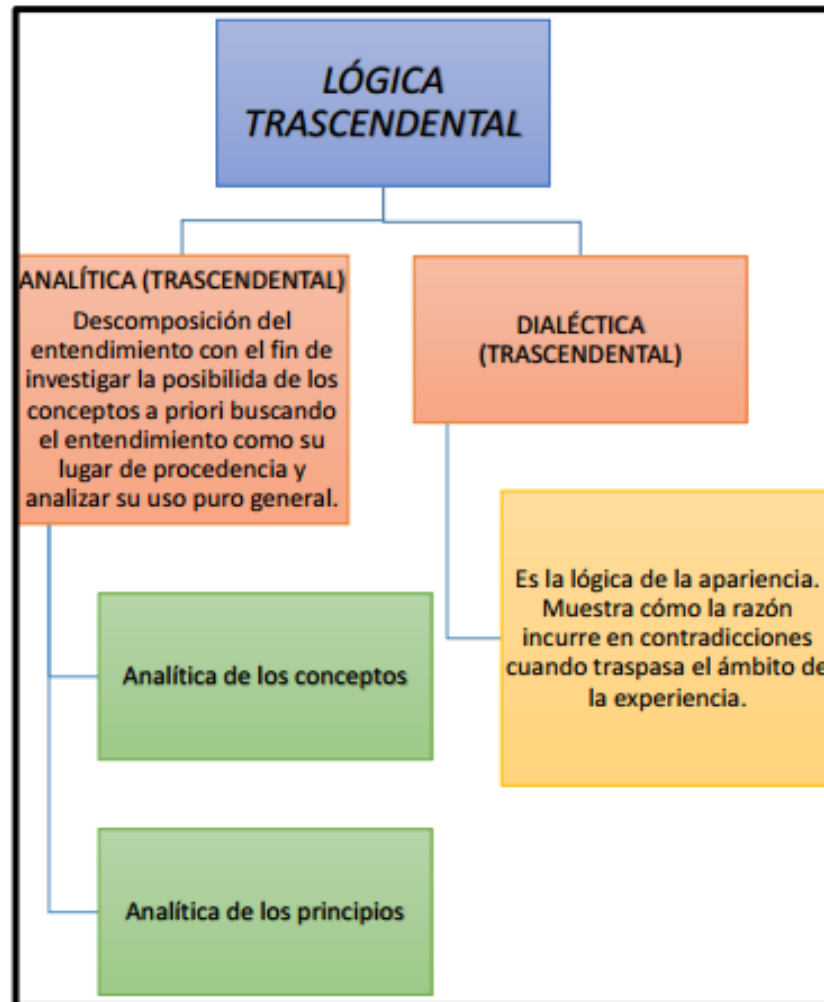 LÓGICA
TRASCENDENTAL
ANALÍTICA (TRASCENDENTAL)
Descomposición del
entendimiento con el fin de
investigar la posibilida de los
conceptos a priori buscando
el entendimiento como su
lugar de procedencia y
analizar su uso puro general.
DIALÉCTICA
(TRASCENDENTAL)
Es la lógica de la apariencia.
Muestra cómo la razón
incurre en contradicciones
cuando traspasa el ámbito de
la experiencia.
Analítica de los conceptos
Analítica de los principios